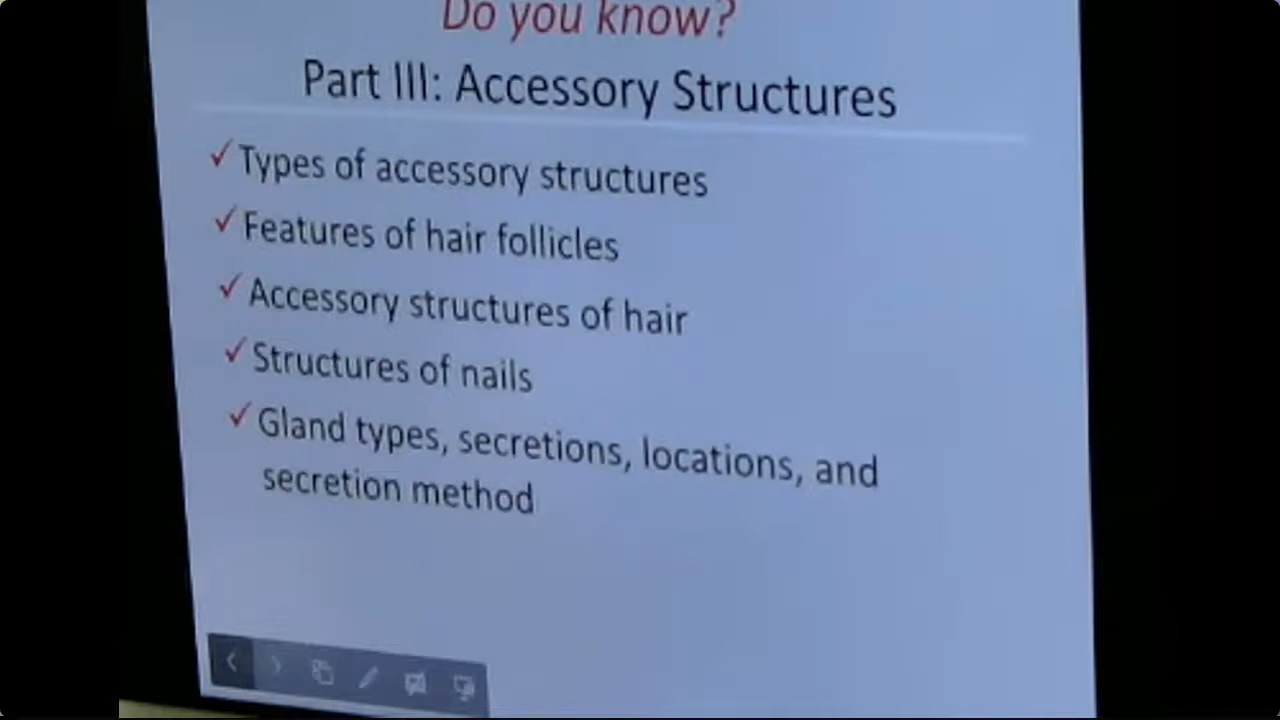 Do you know?
Part III: Accessory Structures
✓ Types of accessory structures
✓ Features of hair follicles
✓ Accessory structures of hair
✓ Structures of nails
✓ Gland types, secretions, locations, and
secretion method